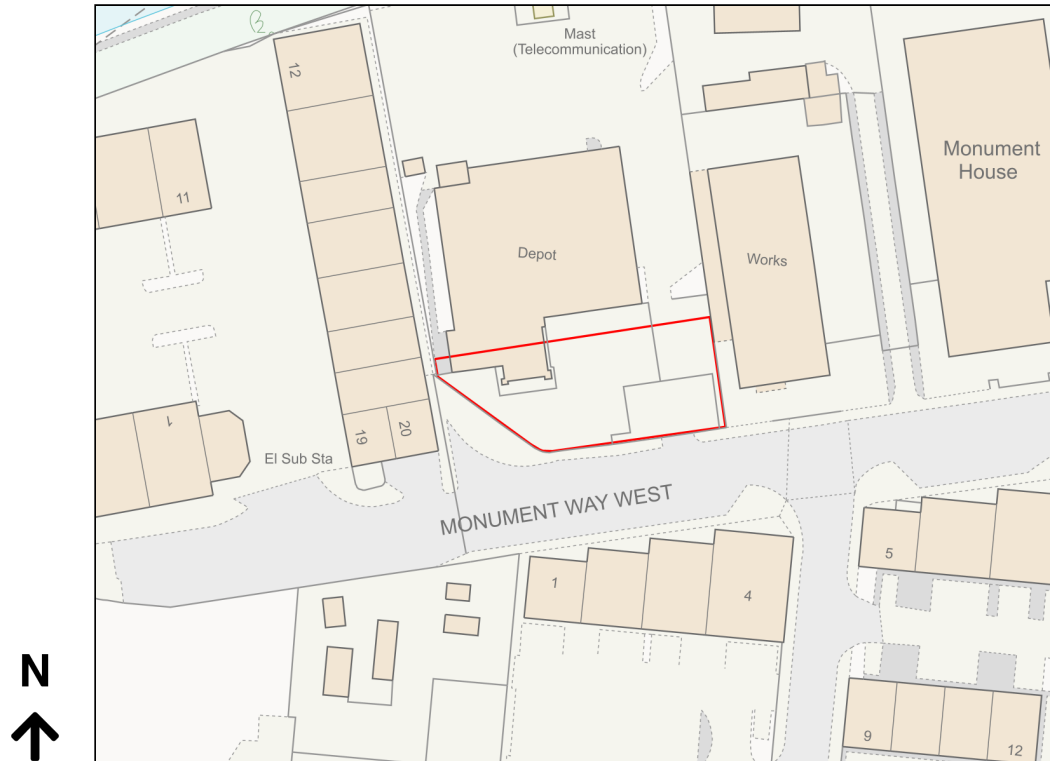 Mast
(Telecommunication)
12
Monument
House
11
Depot
Works
1
19
20
El Sub Sta
MONUMENT WAY WEST
5
1
4
N
9
12